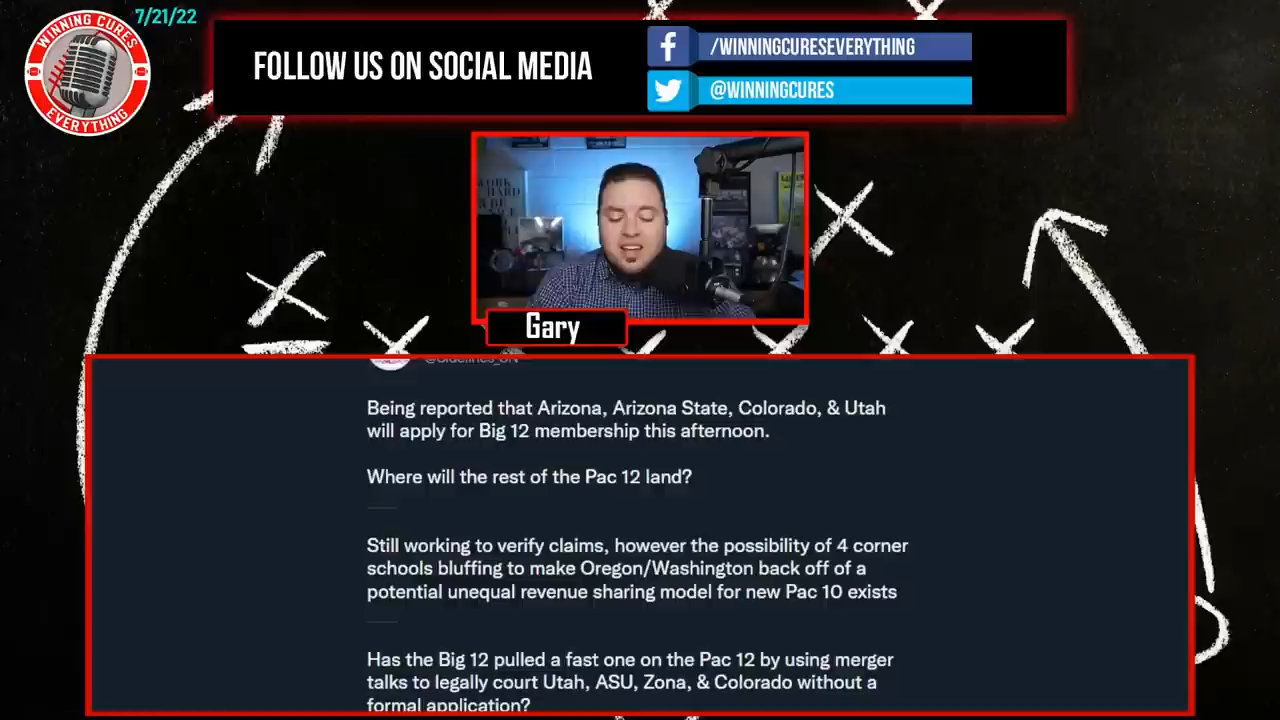 7/21/22
WINNING CURES
EVERYTHING
FOLLOW US ON SOCIAL MEDIA
/WINNINGCURESEVERYTHING
@WINNINGCURES
Gary
Being reported that Arizona, Arizona State, Colorado, & Utah
will apply for Big 12 membership this afternoon.
Where will the rest of the Pac 12 land?
Still working to verify claims, however the possibility of 4 corner
schools bluffing to make Oregon/Washington back off of a
potential unequal revenue sharing model for new Pac 10 exists
Has the Big 12 pulled a fast one on the Pac 12 by using merger
talks to legally court Utah, ASU, Zona, & Colorado without a
formal application?